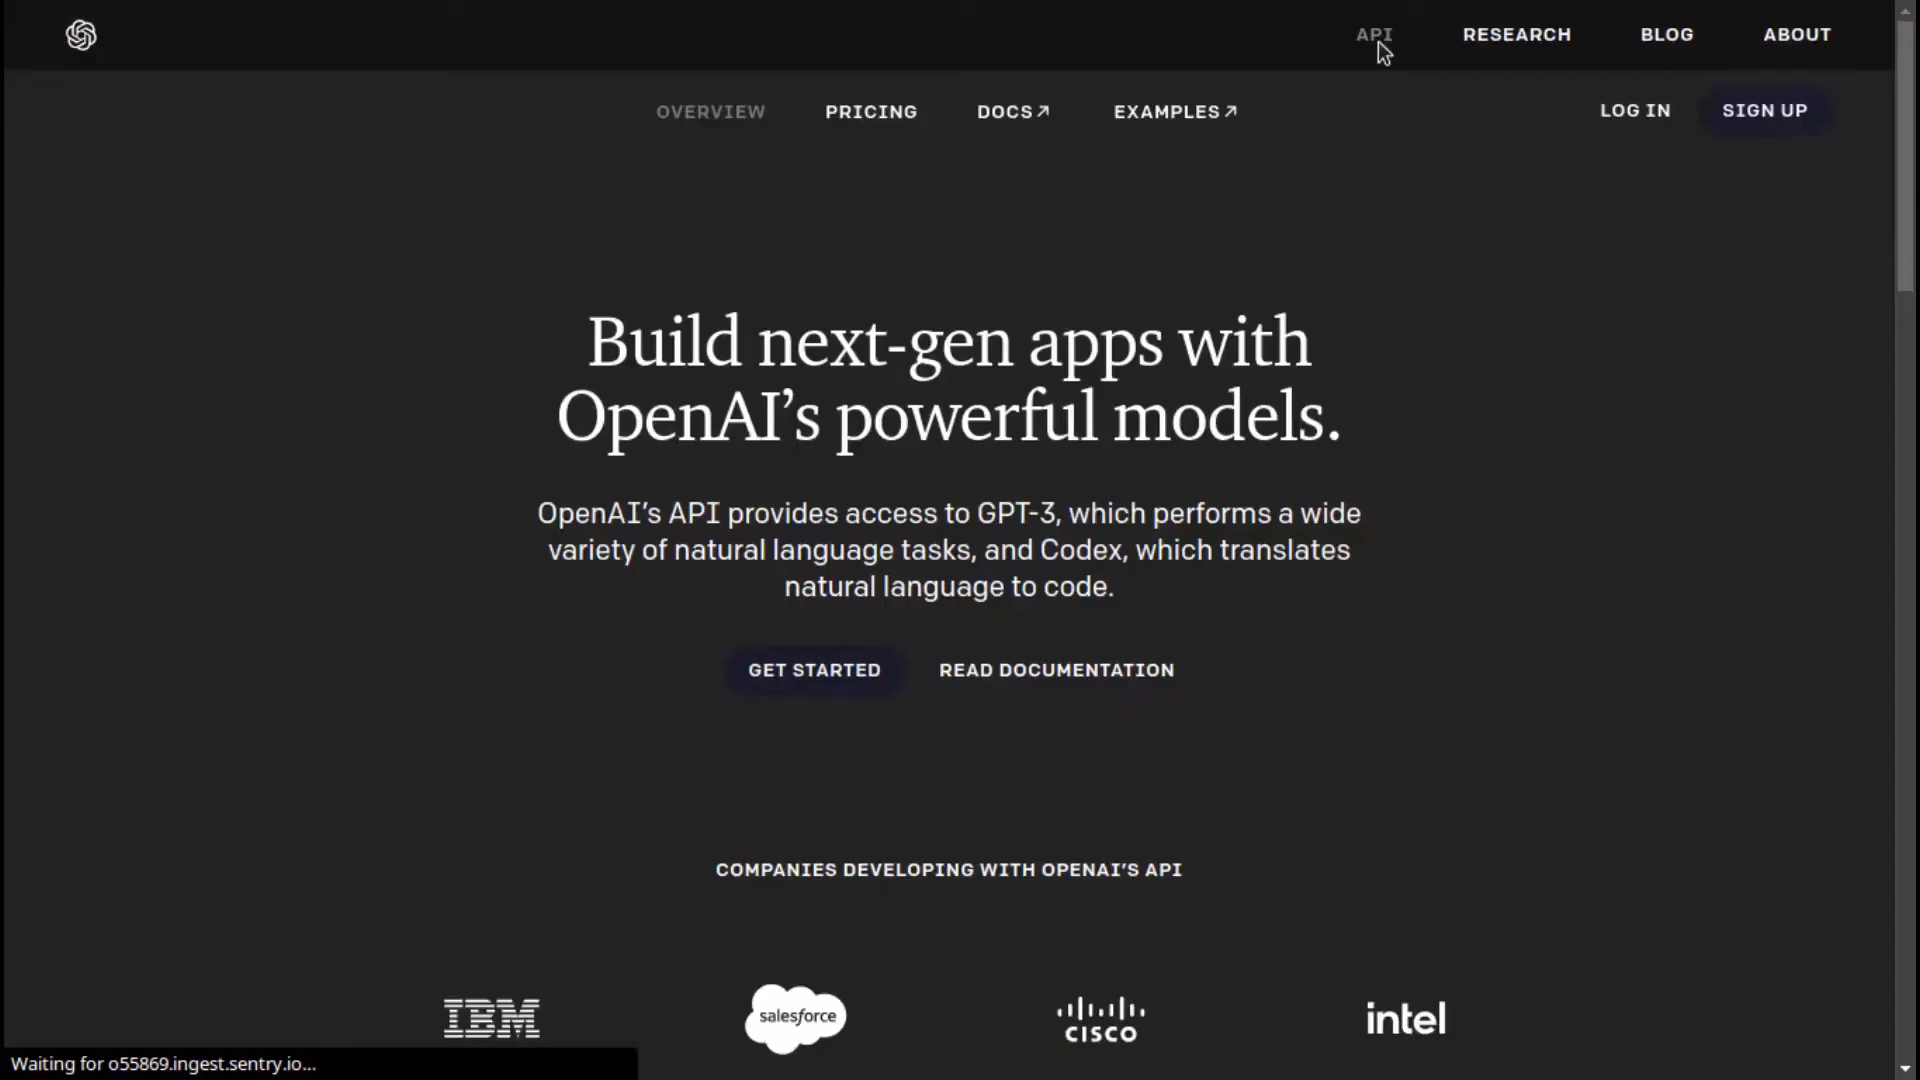 API RESEARCH BLOG ABOUT
OVERVIEW PRICING DOCS↗ EXAMPLES↗ LOG IN SIGN UP
Build next-gen apps with
OpenAI’s powerful models.
OpenAI’s API provides access to GPT-3, which performs a wide
variety of natural language tasks, and Codex, which translates
natural language to code.
GET STARTED READ DOCUMENTATION
COMPANIES DEVELOPING WITH OPENAI’S API
IBM salesforce CISCO intel
Waiting for o55869.ingest.sentry.io...